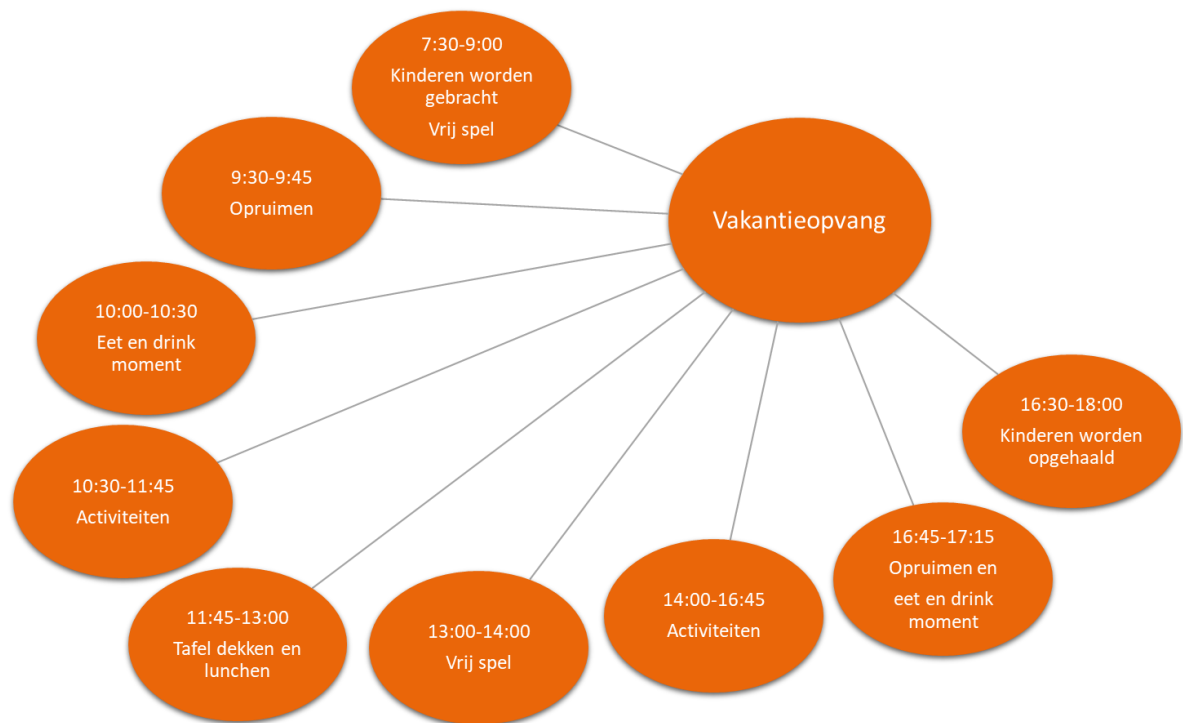 7:30-9:00
Kinderen worden
gebracht
Vrij spel
9:30-9:45
Opruimen
Vakantieopvang
10:00-10:30
Eet en drink
moment
10:30-11:45
Activiteiten
11:45-13:00
Tafel dekken en
lunchen
13:00-14:00
Vrij spel
14:00-16:45
Activiteiten
16:45-17:15
Opruimen en
eet en drink
moment
16:30-18:00
Kinderen worden
opgehaald